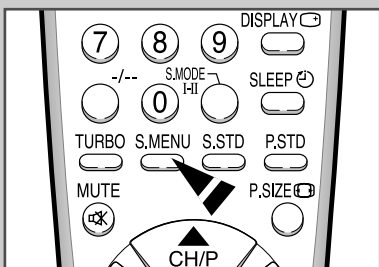 DISPLAY
7 8 9
-/-- S.MODE SLEEP
I-II
0
TURBO S.MENU S.STD P.STD
MUTE P.SIZE
CH/P